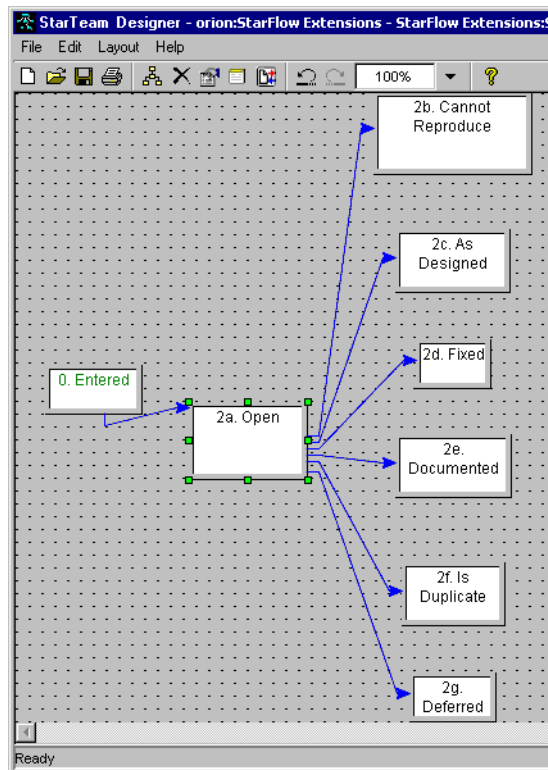 StarTeam Designer - orion:StarFlow Extensions - StarFlow Extensions:
File Edit Layout Help
100%
2b. Cannot
Reproduce
2c. As
Designed
2d. Fixed
0. Entered
2a. Open
2e.
Documented
2f. Is
Duplicate
2g.
Deferred
Ready